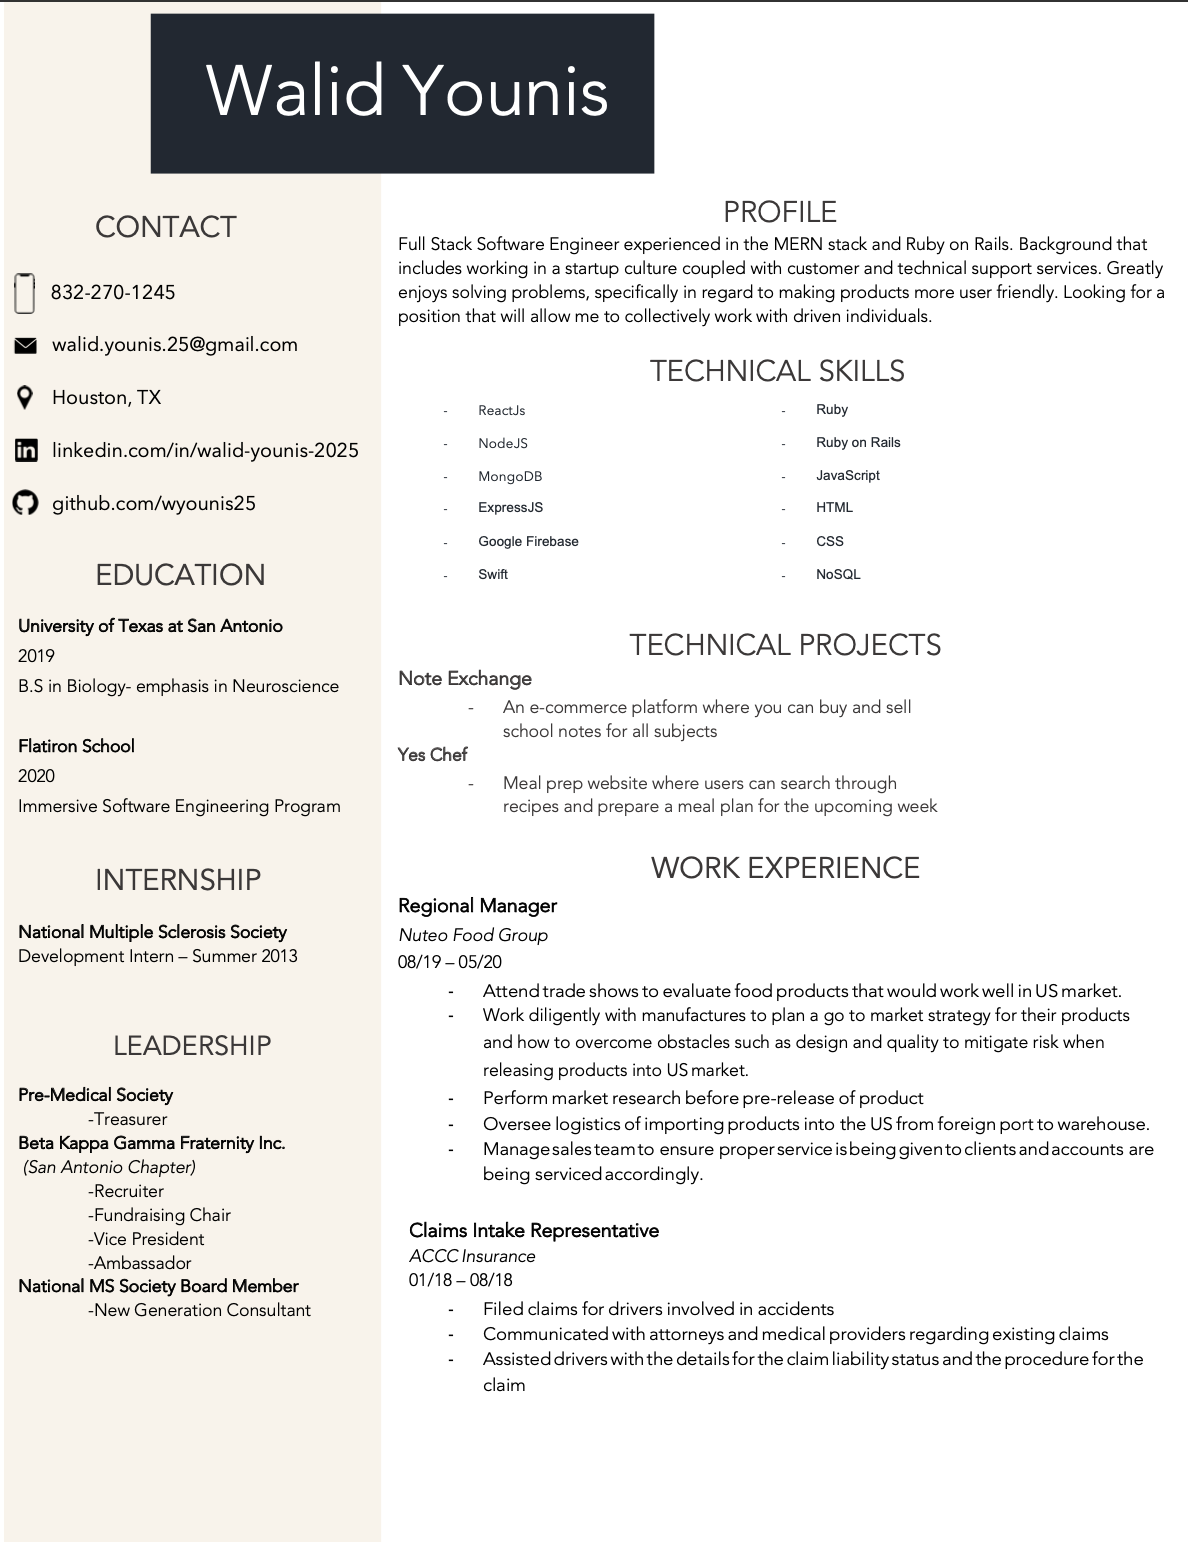 Walid Younis
CONTACT
832-270-1245
walid.younis.25@gmail.com
Houston, TX
linkedin.com/in/walid-younis-2025
github.com/wyounis25
EDUCATION
University of Texas at San Antonio
2019
B.S in Biology- emphasis in Neuroscience
Flatiron School
2020
Immersive Software Engineering Program
INTERNSHIP
National Multiple Sclerosis Society
Development Intern – Summer 2013
LEADERSHIP
Pre-Medical Society
-Treasurer
Beta Kappa Gamma Fraternity Inc.
(San Antonio Chapter)
-Recruiter
-Fundraising Chair
-Vice President
-Ambassador
National MS Society Board Member
-New Generation Consultant
PROFILE
Full Stack Software Engineer experienced in the MERN stack and Ruby on Rails. Background that
includes working in a startup culture coupled with customer and technical support services. Greatly
enjoys solving problems, specifically in regard to making products more user friendly. Looking for a
position that will allow me to collectively work with driven individuals.
TECHNICAL SKILLS
- ReactJs
- NodeJS
- MongoDB
- ExpressJS
- Google Firebase
- Swift
- Ruby
- Ruby on Rails
- JavaScript
- HTML
- CSS
- NoSQL
TECHNICAL PROJECTS
Note Exchange
- An e-commerce platform where you can buy and sell
school notes for all subjects
Yes Chef
- Meal prep website where users can search through
recipes and prepare a meal plan for the upcoming week
WORK EXPERIENCE
Regional Manager
Nuteo Food Group
08/19 – 05/20
- Attend trade shows to evaluate food products that would work well in US market.
- Work diligently with manufactures to plan a go to market strategy for their products
and how to overcome obstacles such as design and quality to mitigate risk when
releasing products into US market.
- Perform market research before pre-release of product
- Oversee logistics of importing products into the US from foreign port to warehouse.
- Manage sales team to ensure proper service is being given to clients and accounts are
being serviced accordingly.
Claims Intake Representative
ACCC Insurance
01/18 – 08/18
- Filed claims for drivers involved in accidents
- Communicated with attorneys and medical providers regarding existing claims
- Assisted drivers with the details for the claim liability status and the procedure for the
claim